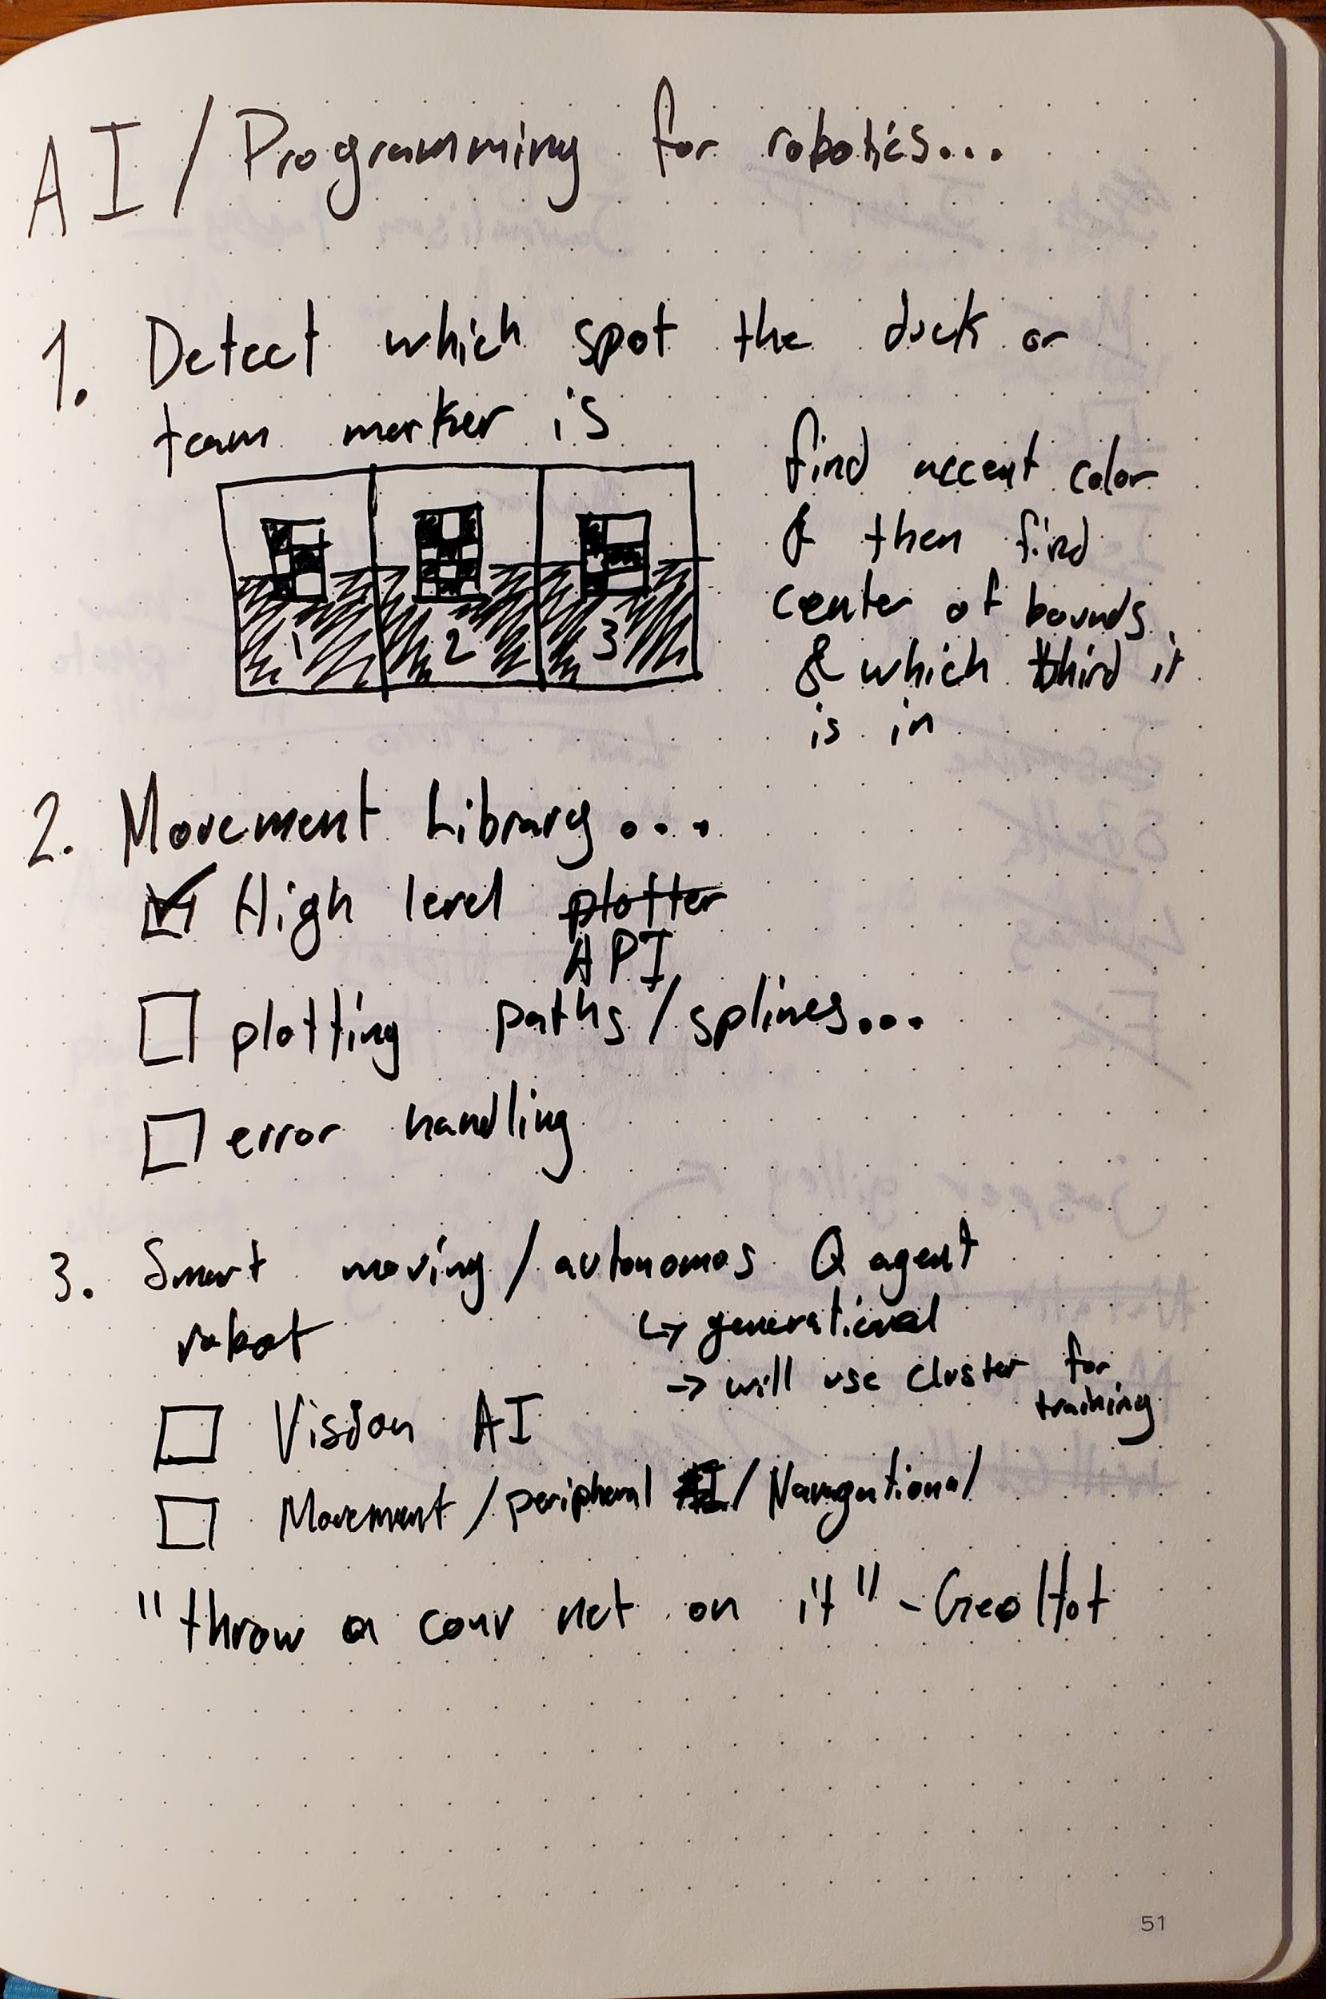 AI / Programming for robotics...
1. Detect which spot the duck or
team marker is
1 2 3
find accent color
& then find
center of bounds
& which third it
is in
2. Movement Library...
High level plotter
API
plotting paths / splines...
error handling
3. Smart moving / autonomos Q agent
robot
↳ generational
→ will use cluster for
training
Vision AI
Movement / peripheral / Navigational
"throw a conv net on it" - GeoHot
51